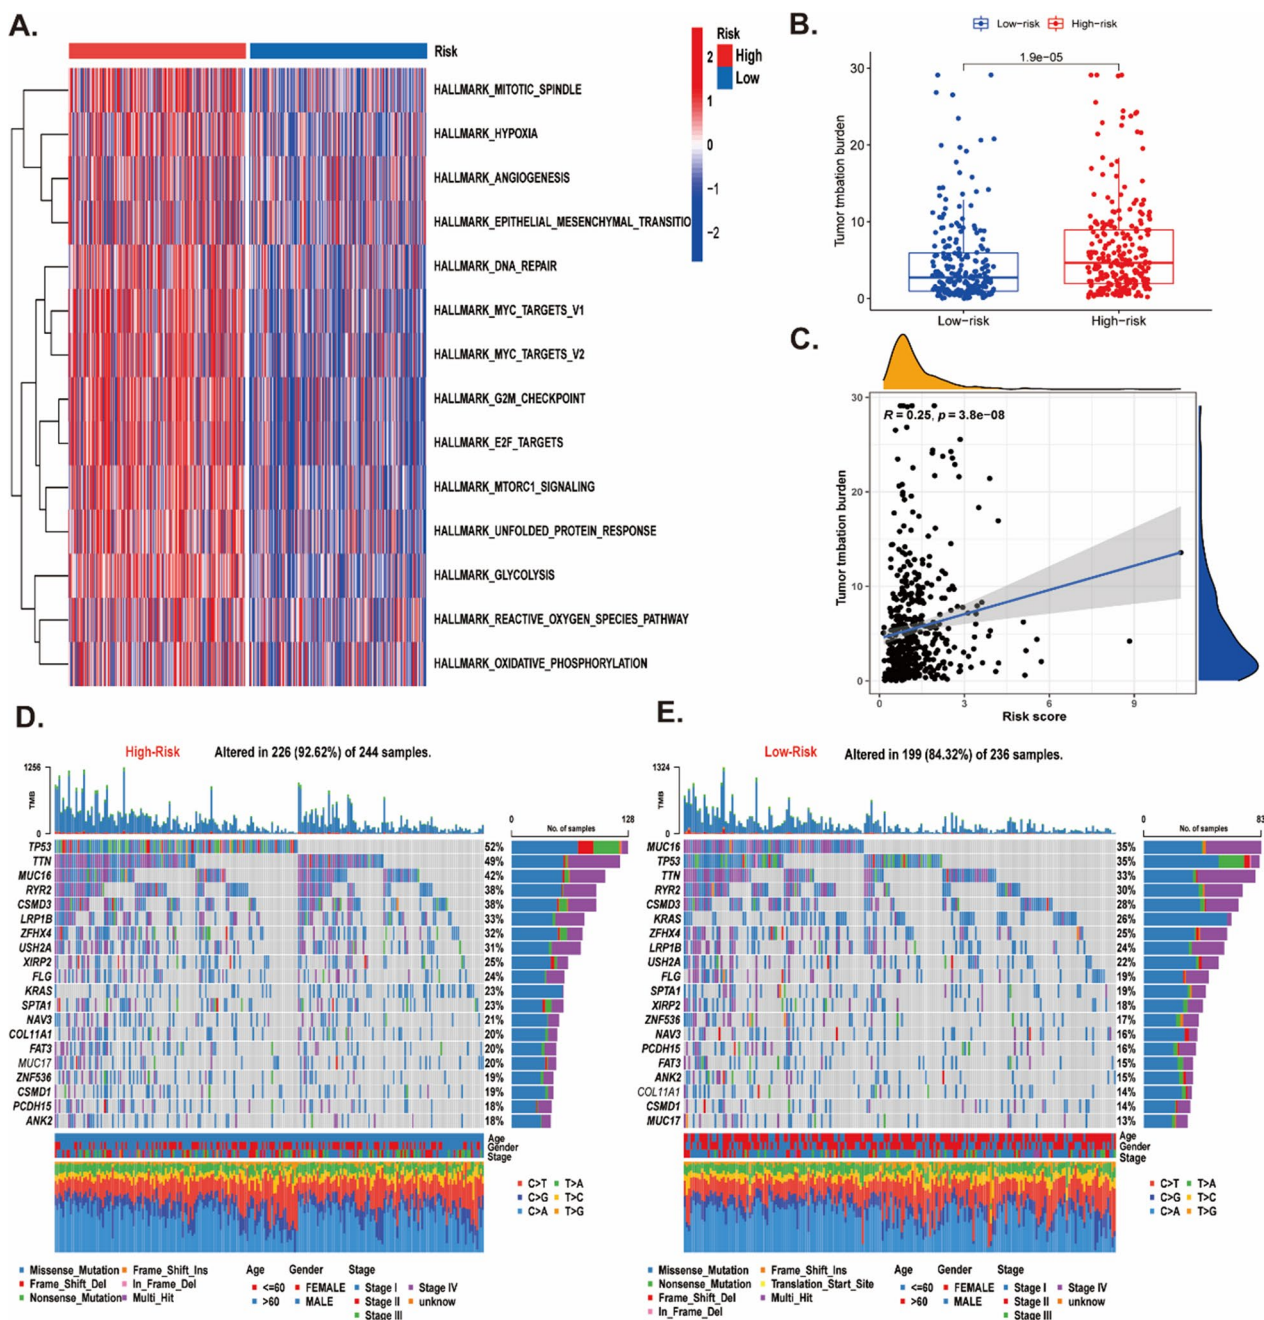 A.
Risk
HALLMARK_MITOTIC_SPINDLE
HALLMARK_HYPOXIA
HALLMARK_ANGIOGENESIS
HALLMARK_EPITHELIAL_MESENCHYMAL_TRANSITIO
HALLMARK_DNA_REPAIR
HALLMARK_MYC_TARGETS_V1
HALLMARK_MYC_TARGETS_V2
HALLMARK_G2M_CHECKPOINT
HALLMARK_E2F_TARGETS
HALLMARK_MTORC1_SIGNALING
HALLMARK_UNFOLDED_PROTEIN_RESPONSE
HALLMARK_GLYCOLYSIS
HALLMARK_REACTIVE_OXYGEN_SPECIES_PATHWAY
HALLMARK_OXIDATIVE_PHOSPHORYLATION
2
1
0
−1
−2
Risk
High
Low
B.
Low−risk High−risk
1.9e−05
Tumor tmbation burden
30
20
10
0
Low−risk High−risk
C.
R = 0.25, p = 3.8e−08
Tumor tmbation burden
30
20
10
0
0 3 6 9
Risk score
D.
High-Risk Altered in 226 (92.62%) of 244 samples.
1256
TMB
0
0 128
No. of samples
TP53 52%
TTN 49%
MUC16 42%
RYR2 38%
CSMD3 38%
LRP1B 33%
ZFHX4 32%
USH2A 31%
XIRP2 25%
FLG 24%
KRAS 23%
SPTA1 23%
NAV3 21%
COL11A1 20%
FAT3 20%
MUC17 20%
ZNF536 19%
CSMD1 19%
PCDH15 18%
ANK2 18%
Age
Gender
Stage
C>T T>A
C>G T>C
C>A T>G
Missense_Mutation Frame_Shift_Ins
Frame_Shift_Del In_Frame_Del
Nonsense_Mutation Multi_Hit
Age Gender Stage
<=60 FEMALE Stage I Stage IV
>60 MALE Stage II unknow
Stage III
E.
Low-Risk Altered in 199 (84.32%) of 236 samples.
1324
TMB
0
0 83
No. of samples
MUC16 35%
TP53 35%
TTN 33%
RYR2 30%
CSMD3 28%
KRAS 26%
ZFHX4 25%
LRP1B 24%
USH2A 22%
FLG 19%
SPTA1 19%
XIRP2 18%
ZNF536 17%
NAV3 16%
PCDH15 16%
FAT3 15%
ANK2 15%
COL11A1 14%
CSMD1 14%
MUC17 13%
Age
Gender
Stage
C>T T>A
C>G T>C
C>A T>G
Missense_Mutation Frame_Shift_Ins
Nonsense_Mutation Translation_Start_Site
Frame_Shift_Del Multi_Hit
In_Frame_Del
Age Gender Stage
<=60 FEMALE Stage I Stage IV
>60 MALE Stage II unknow
Stage III